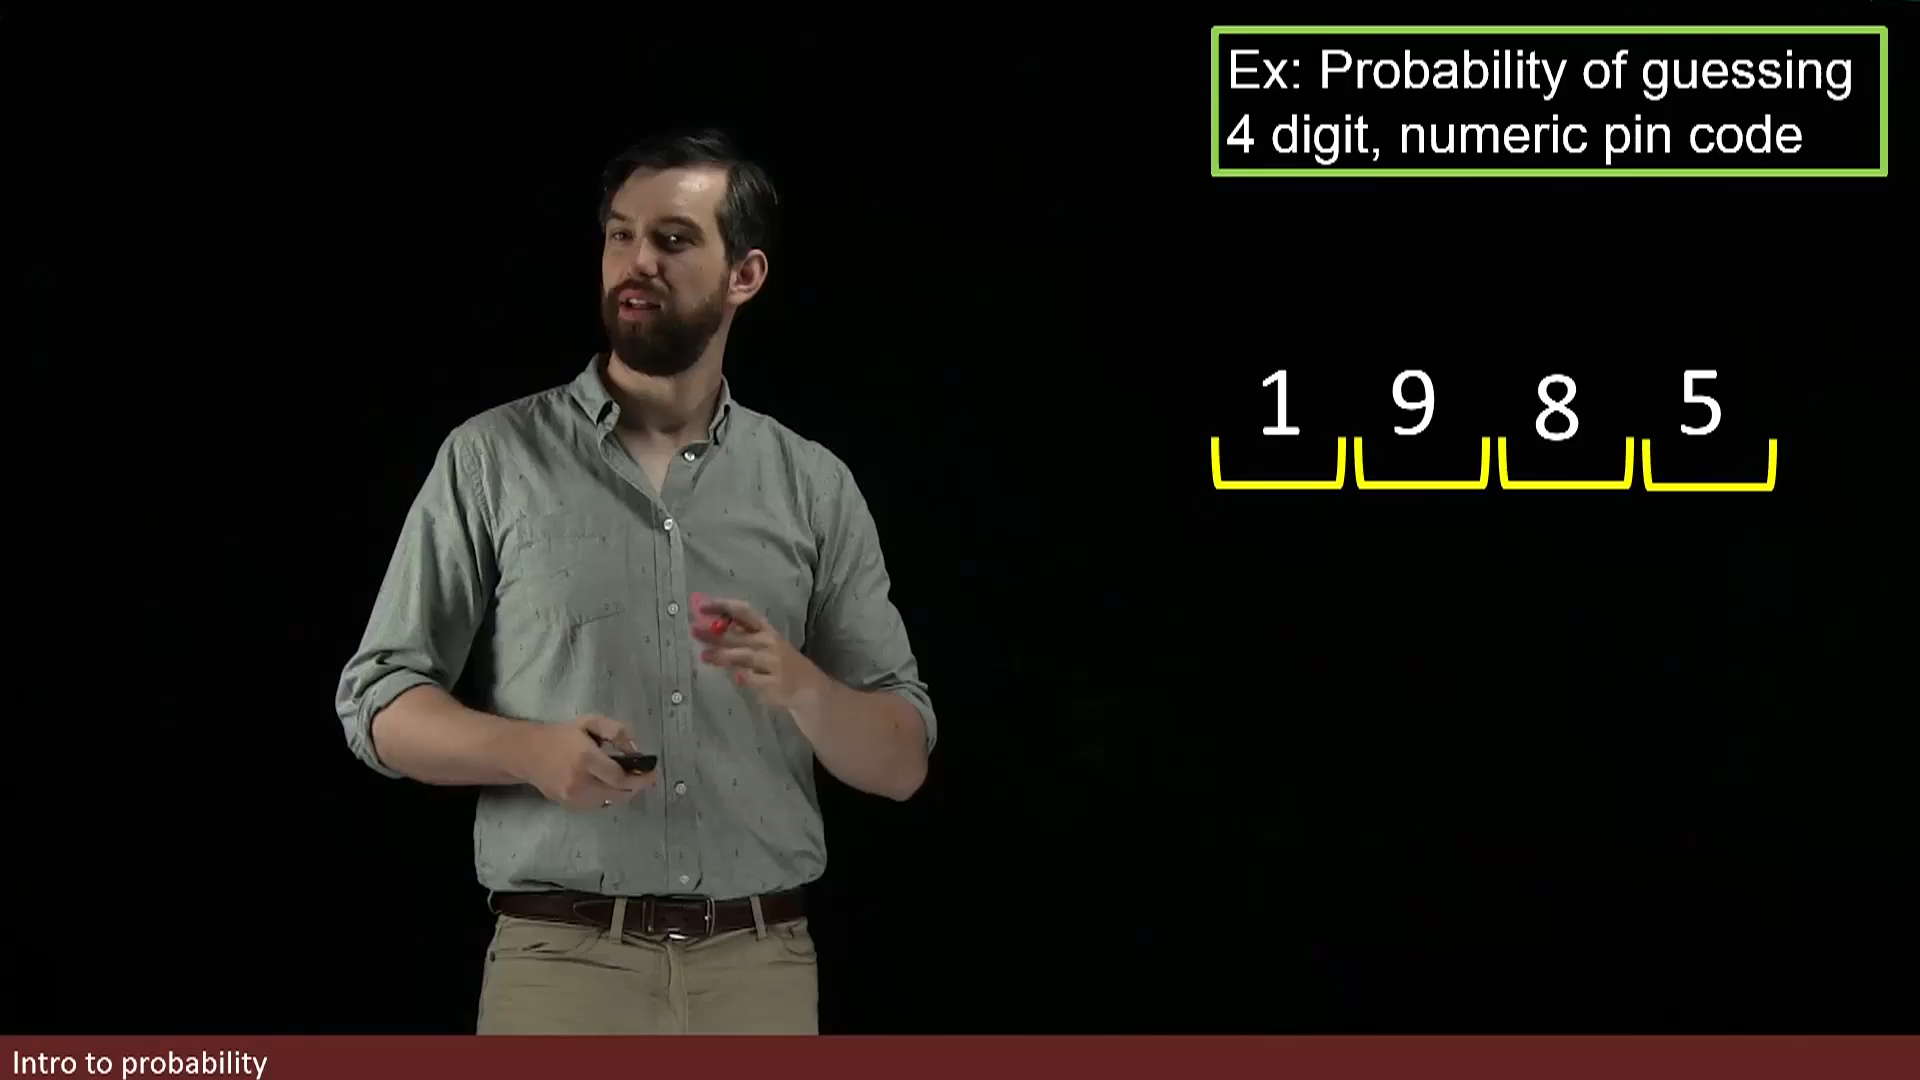 Ex: Probability of guessing
4 digit, numeric pin code
1 9 8 5
Intro to probability